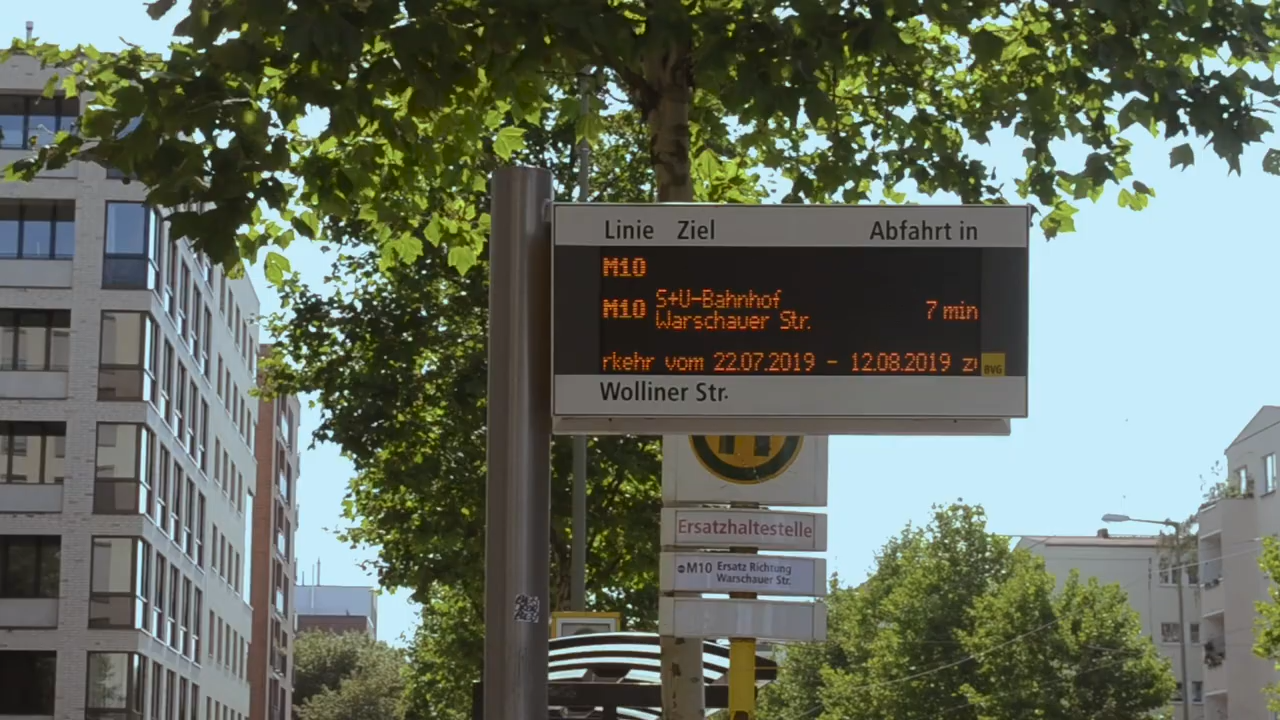 Linie Ziel Abfahrt in
M10
M10 S+U-Bahnhof Warschauer Str. 7 min
rkehr vom 22.07.2019 - 12.08.2019 zu
BVG
Wolliner Str.
H
Ersatzhaltestelle
M10 Ersatz Richtung
Warschauer Str.